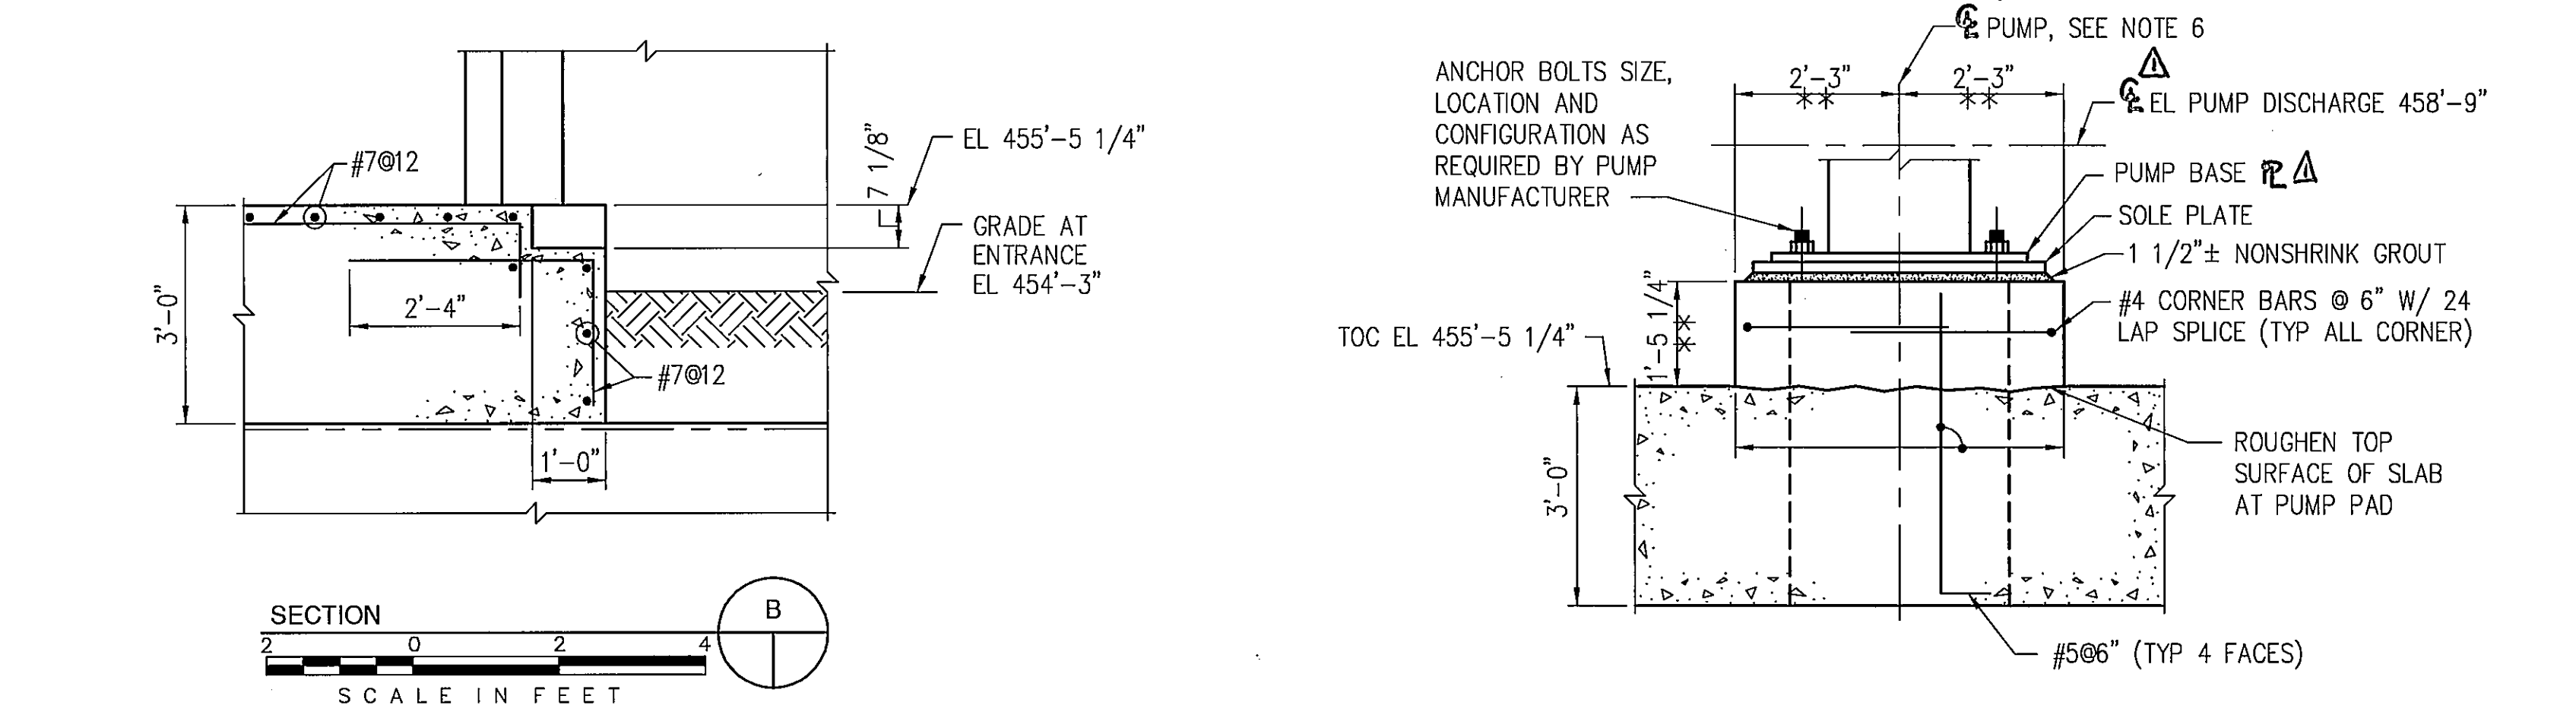 #7@12
3'-0"
2'-4"
#7@12
1'-0"
7 1/8"
EL 455'-5 1/4"
GRADE AT
ENTRANCE
EL 454'-3"
SECTION
B
2 0 2 4
SCALE IN FEET
ANCHOR BOLTS SIZE,
LOCATION AND
CONFIGURATION AS
REQUIRED BY PUMP
MANUFACTURER
℄ PUMP, SEE NOTE 6
2'-3" 2'-3"
1
℄ EL PUMP DISCHARGE 458'-9"
PUMP BASE PL 1
SOLE PLATE
1 1/2"± NONSHRINK GROUT
#4 CORNER BARS @ 6" W/ 24
LAP SPLICE (TYP ALL CORNER)
1'-5 1/4"
TOC EL 455'-5 1/4"
3'-0"
ROUGHEN TOP
SURFACE OF SLAB
AT PUMP PAD
#5@6" (TYP 4 FACES)